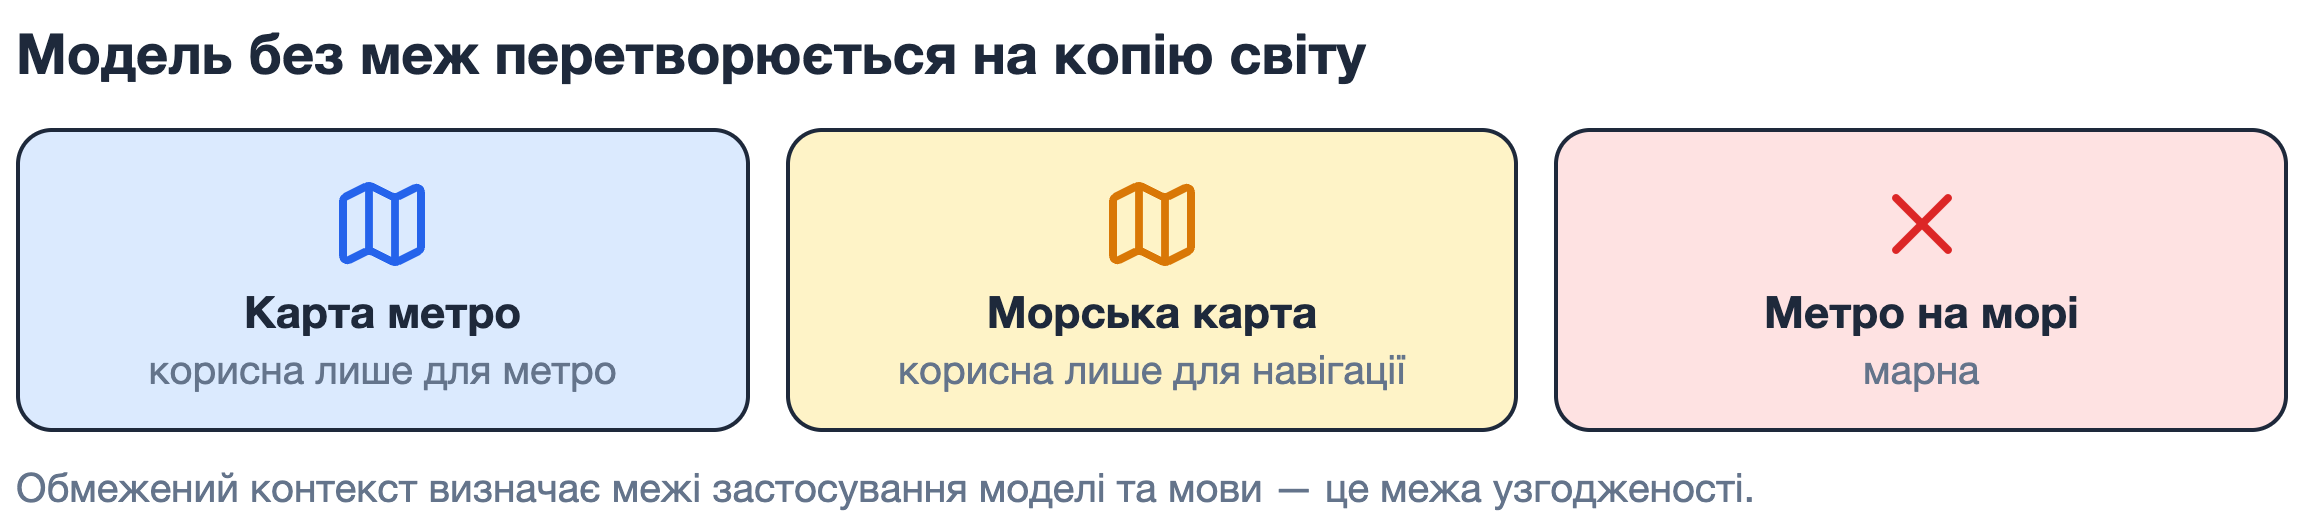 Модель без меж перетворюється на копію світу
Карта метро
корисна лише для метро
Морська карта
корисна лише для навігації
Метро на морі
марна
Обмежений контекст визначає межі застосування моделі та мови — це межа узгодженості.